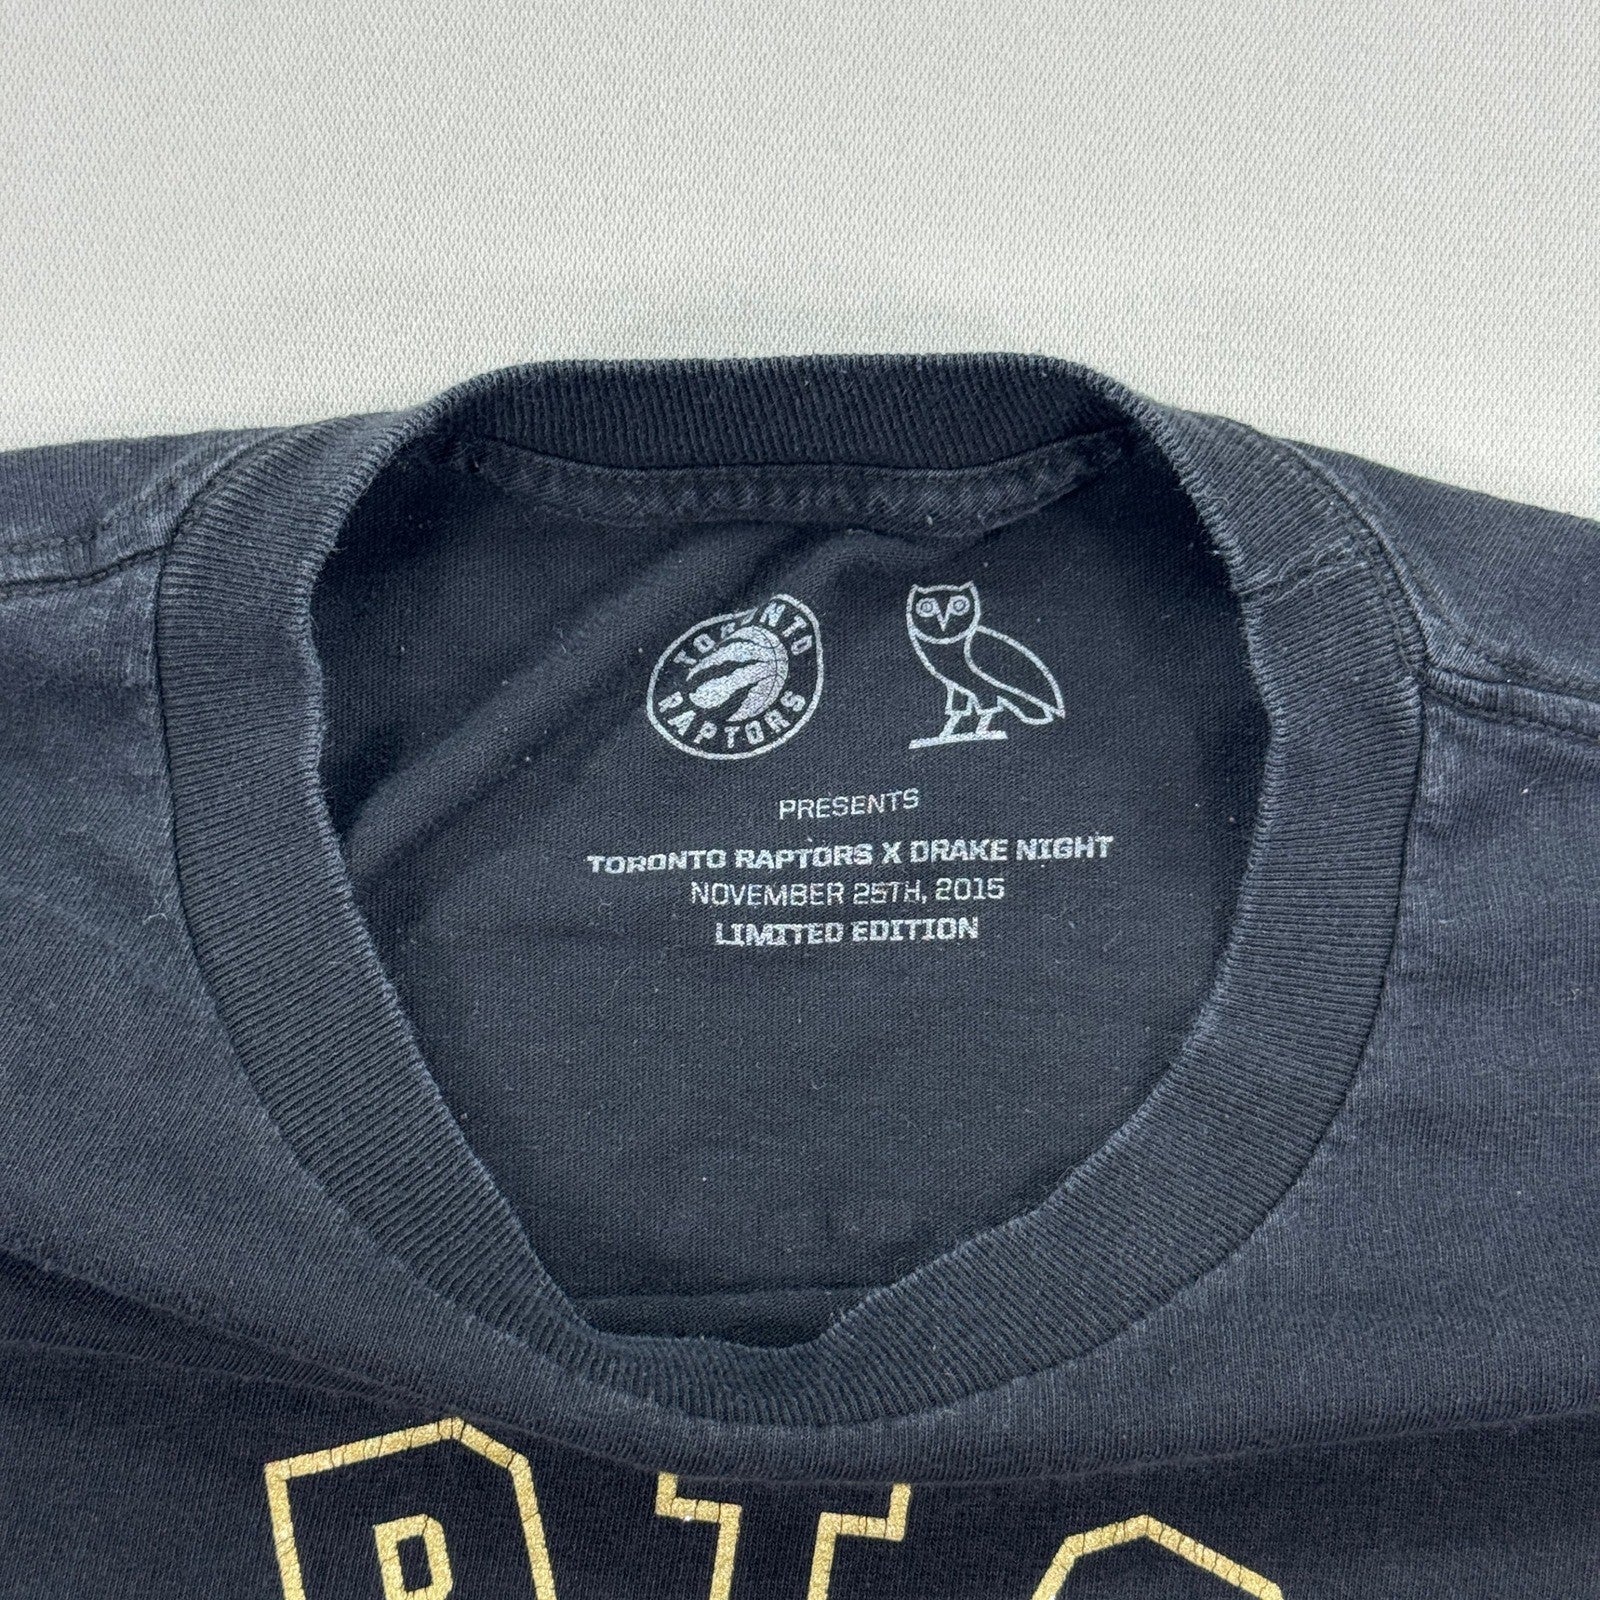 TORONTO
RAPTORS
PRESENTS
TORONTO RAPTORS X DRAKE NIGHT
NOVEMBER 25TH, 2015
LIMITED EDITION